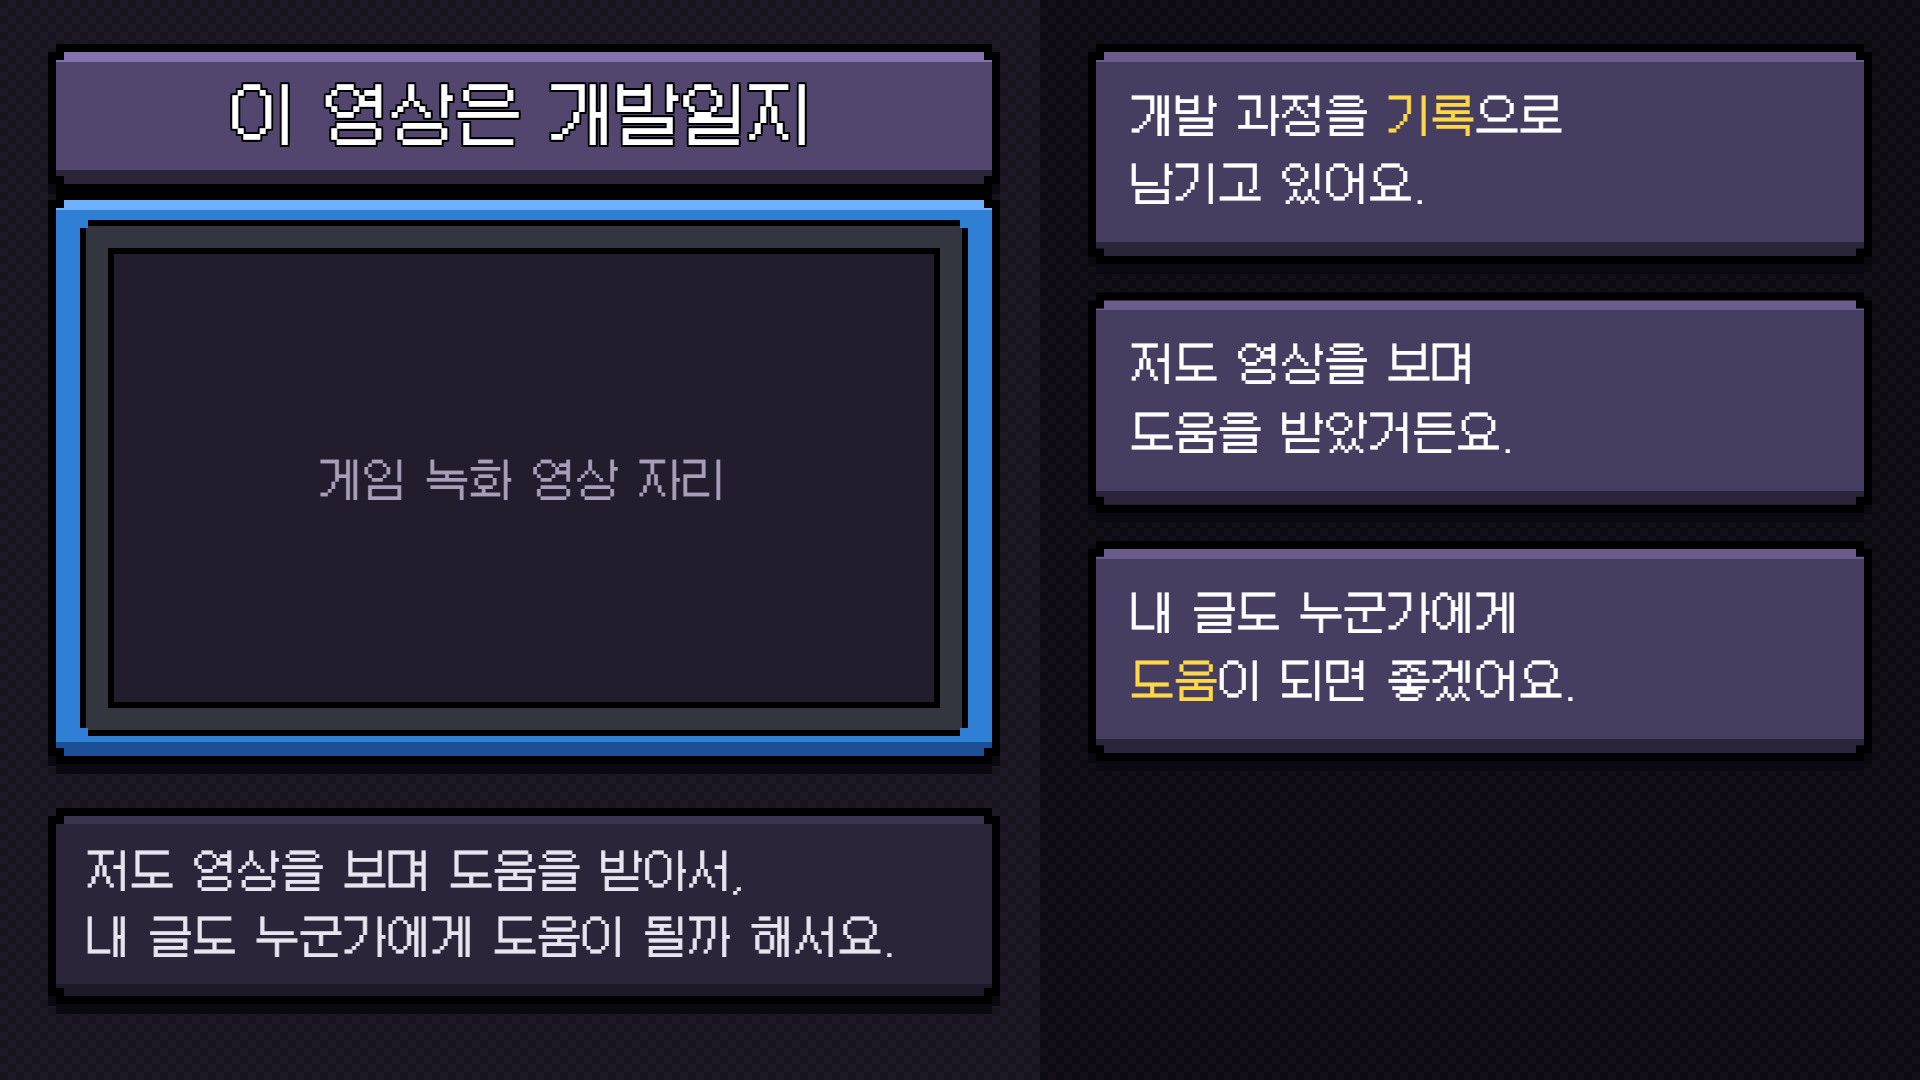 이 영상은 개발일지
게임 녹화 영상 자리
저도 영상을 보며 도움을 받아서,
내 글도 누군가에게 도움이 될까 해서요.
개발 과정을 기록으로
남기고 있어요.
저도 영상을 보며
도움을 받았거든요.
내 글도 누군가에게
도움이 되면 좋겠어요.